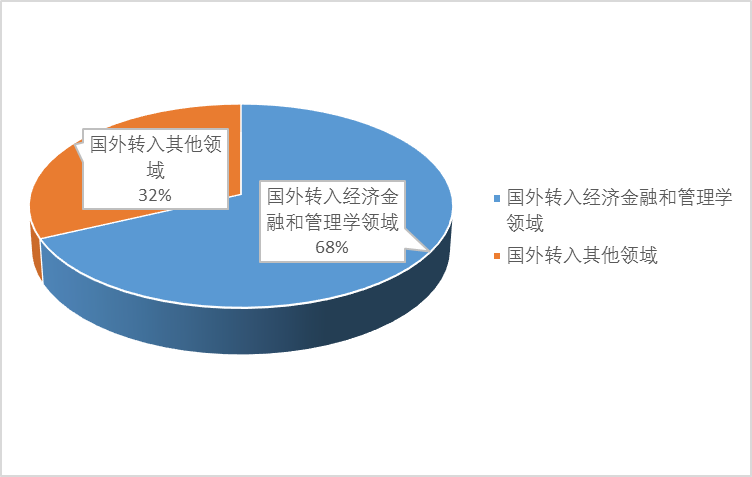 国外转入其他领
域
32%
国外转入经济金
融和管理学领域
68%
国外转入经济金融和管理学
领域
国外转入其他领域